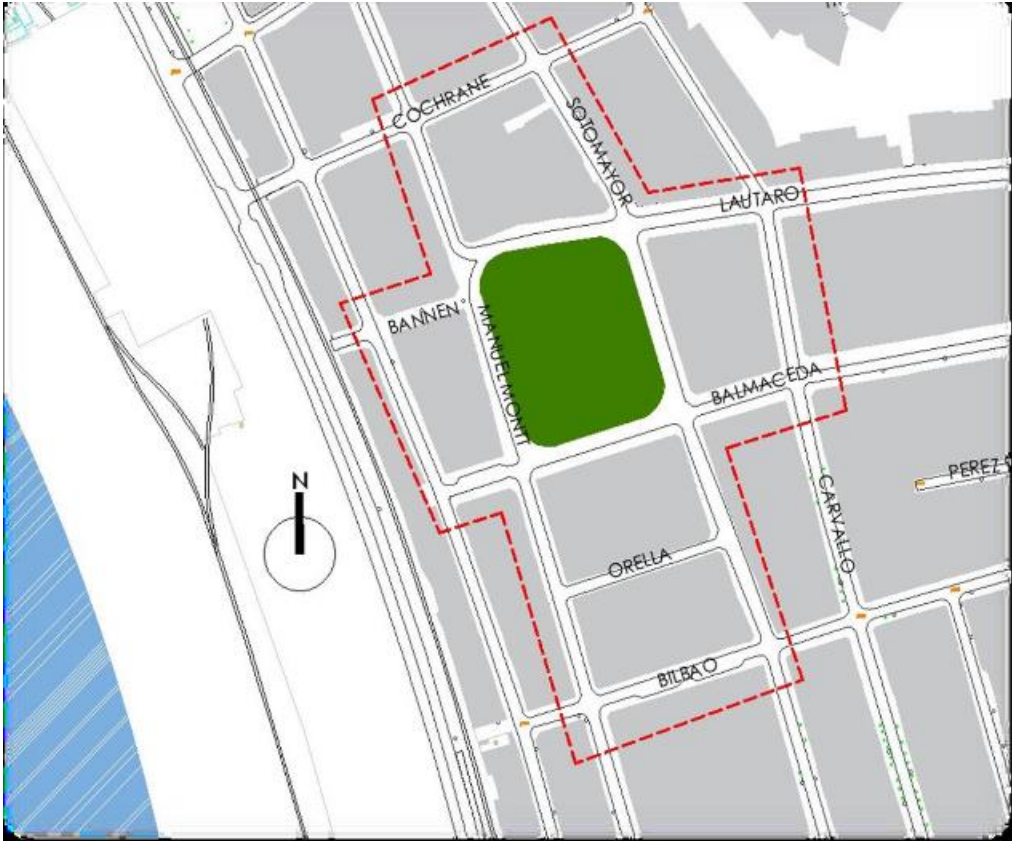 COCHRANE
SOTOMAYOR
LAUTARO
BANNEN
MANUEL MONTT
BALMACEDA
PEREZ
CARVALLO
N
ORELLA
BILBAO